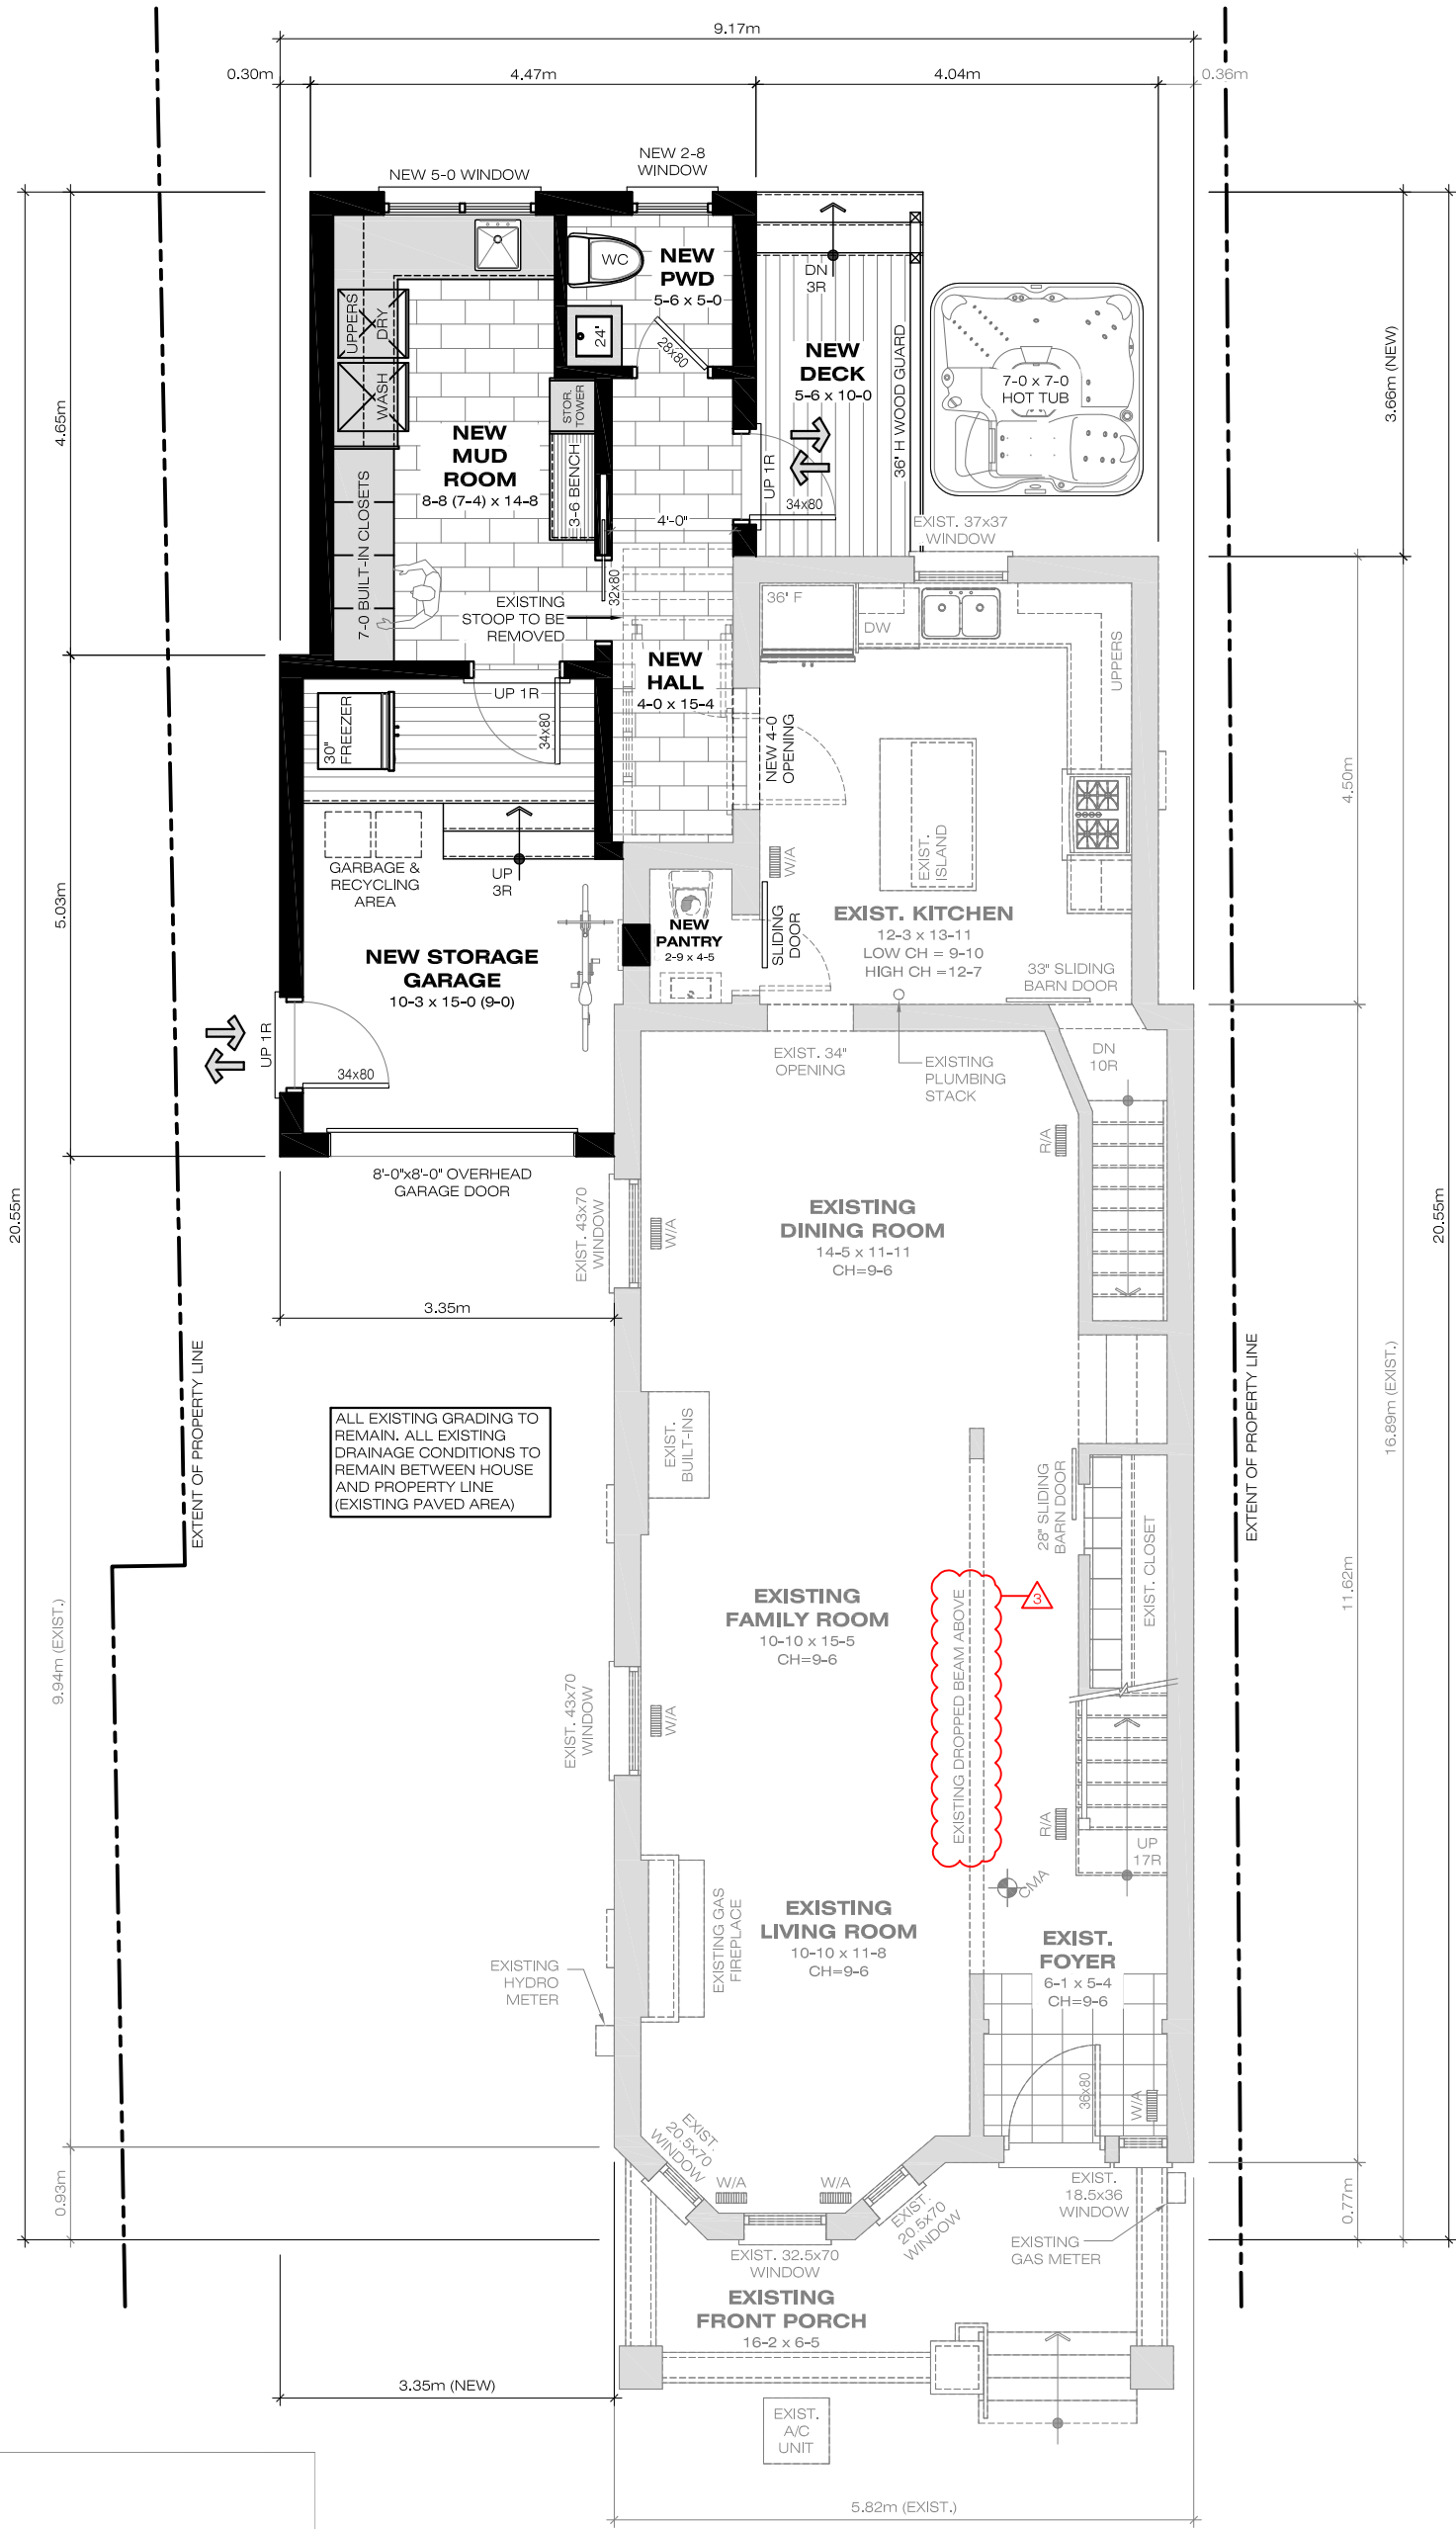 9.17m
0.30m
4.47m
4.04m
0.36m
NEW 5-0 WINDOW
NEW 2-8
WINDOW
WC
NEW
PWD
5-6 x 5-0
24'
28x80
UPPERS
DRY
WASH
STOR.
TOWER
3-6 BENCH
NEW
MUD
ROOM
8-8 (7-4) x 14-8
7-0 BUILT-IN CLOSETS
DN
3R
NEW
DECK
5-6 x 10-0
36' H WOOD GUARD
7-0 x 7-0
HOT TUB
UP 1R
34x80
4'-0"
32x80
EXISTING
STOOP TO BE
REMOVED
EXIST. 37x37
WINDOW
4.65m
3.66m (NEW)
36' F
DW
UPPERS
NEW
HALL
4-0 x 15-4
NEW 4-0
OPENING
UP 1R
34x80
30"
FREEZER
EXIST.
ISLAND
4.50m
GARBAGE &
RECYCLING
AREA
UP
3R
W/A
NEW
PANTRY
2-9 x 4-5
SLIDING
DOOR
EXIST. KITCHEN
12-3 x 13-11
LOW CH = 9-10
HIGH CH =12-7
33" SLIDING
BARN DOOR
5.03m
NEW STORAGE
GARAGE
10-3 x 15-0 (9-0)
UP 1R
34x80
EXIST. 34"
OPENING
EXISTING
PLUMBING
STACK
DN
10R
R/A
8'-0"x8'-0" OVERHEAD
GARAGE DOOR
EXIST. 43x70
WINDOW
W/A
EXISTING
DINING ROOM
14-5 x 11-11
CH=9-6
20.55m
20.55m
3.35m
EXTENT OF PROPERTY LINE
EXTENT OF PROPERTY LINE
16.89m (EXIST.)
ALL EXISTING GRADING TO
REMAIN. ALL EXISTING
DRAINAGE CONDITIONS TO
REMAIN BETWEEN HOUSE
AND PROPERTY LINE
(EXISTING PAVED AREA)
EXIST.
BUILT-INS
28" SLIDING
BARN DOOR
EXIST. CLOSET
9.94m (EXIST.)
11.62m
EXISTING
FAMILY ROOM
10-10 x 15-5
CH=9-6
EXISTING DROPPED BEAM ABOVE
3
EXIST. 43x70
WINDOW
W/A
R/A
UP
17R
CMA
EXISTING GAS
FIREPLACE
EXISTING
LIVING ROOM
10-10 x 11-8
CH=9-6
EXIST.
FOYER
6-1 x 5-4
CH=9-6
EXISTING
HYDRO
METER
36x80
W/A
EXIST.
20.5x70
WINDOW
W/A
W/A
EXIST.
20.5x70
WINDOW
EXIST.
18.5x36
WINDOW
0.93m
0.77m
EXISTING
GAS METER
EXIST. 32.5x70
WINDOW
EXISTING
FRONT PORCH
16-2 x 6-5
3.35m (NEW)
EXIST.
A/C
UNIT
5.82m (EXIST.)